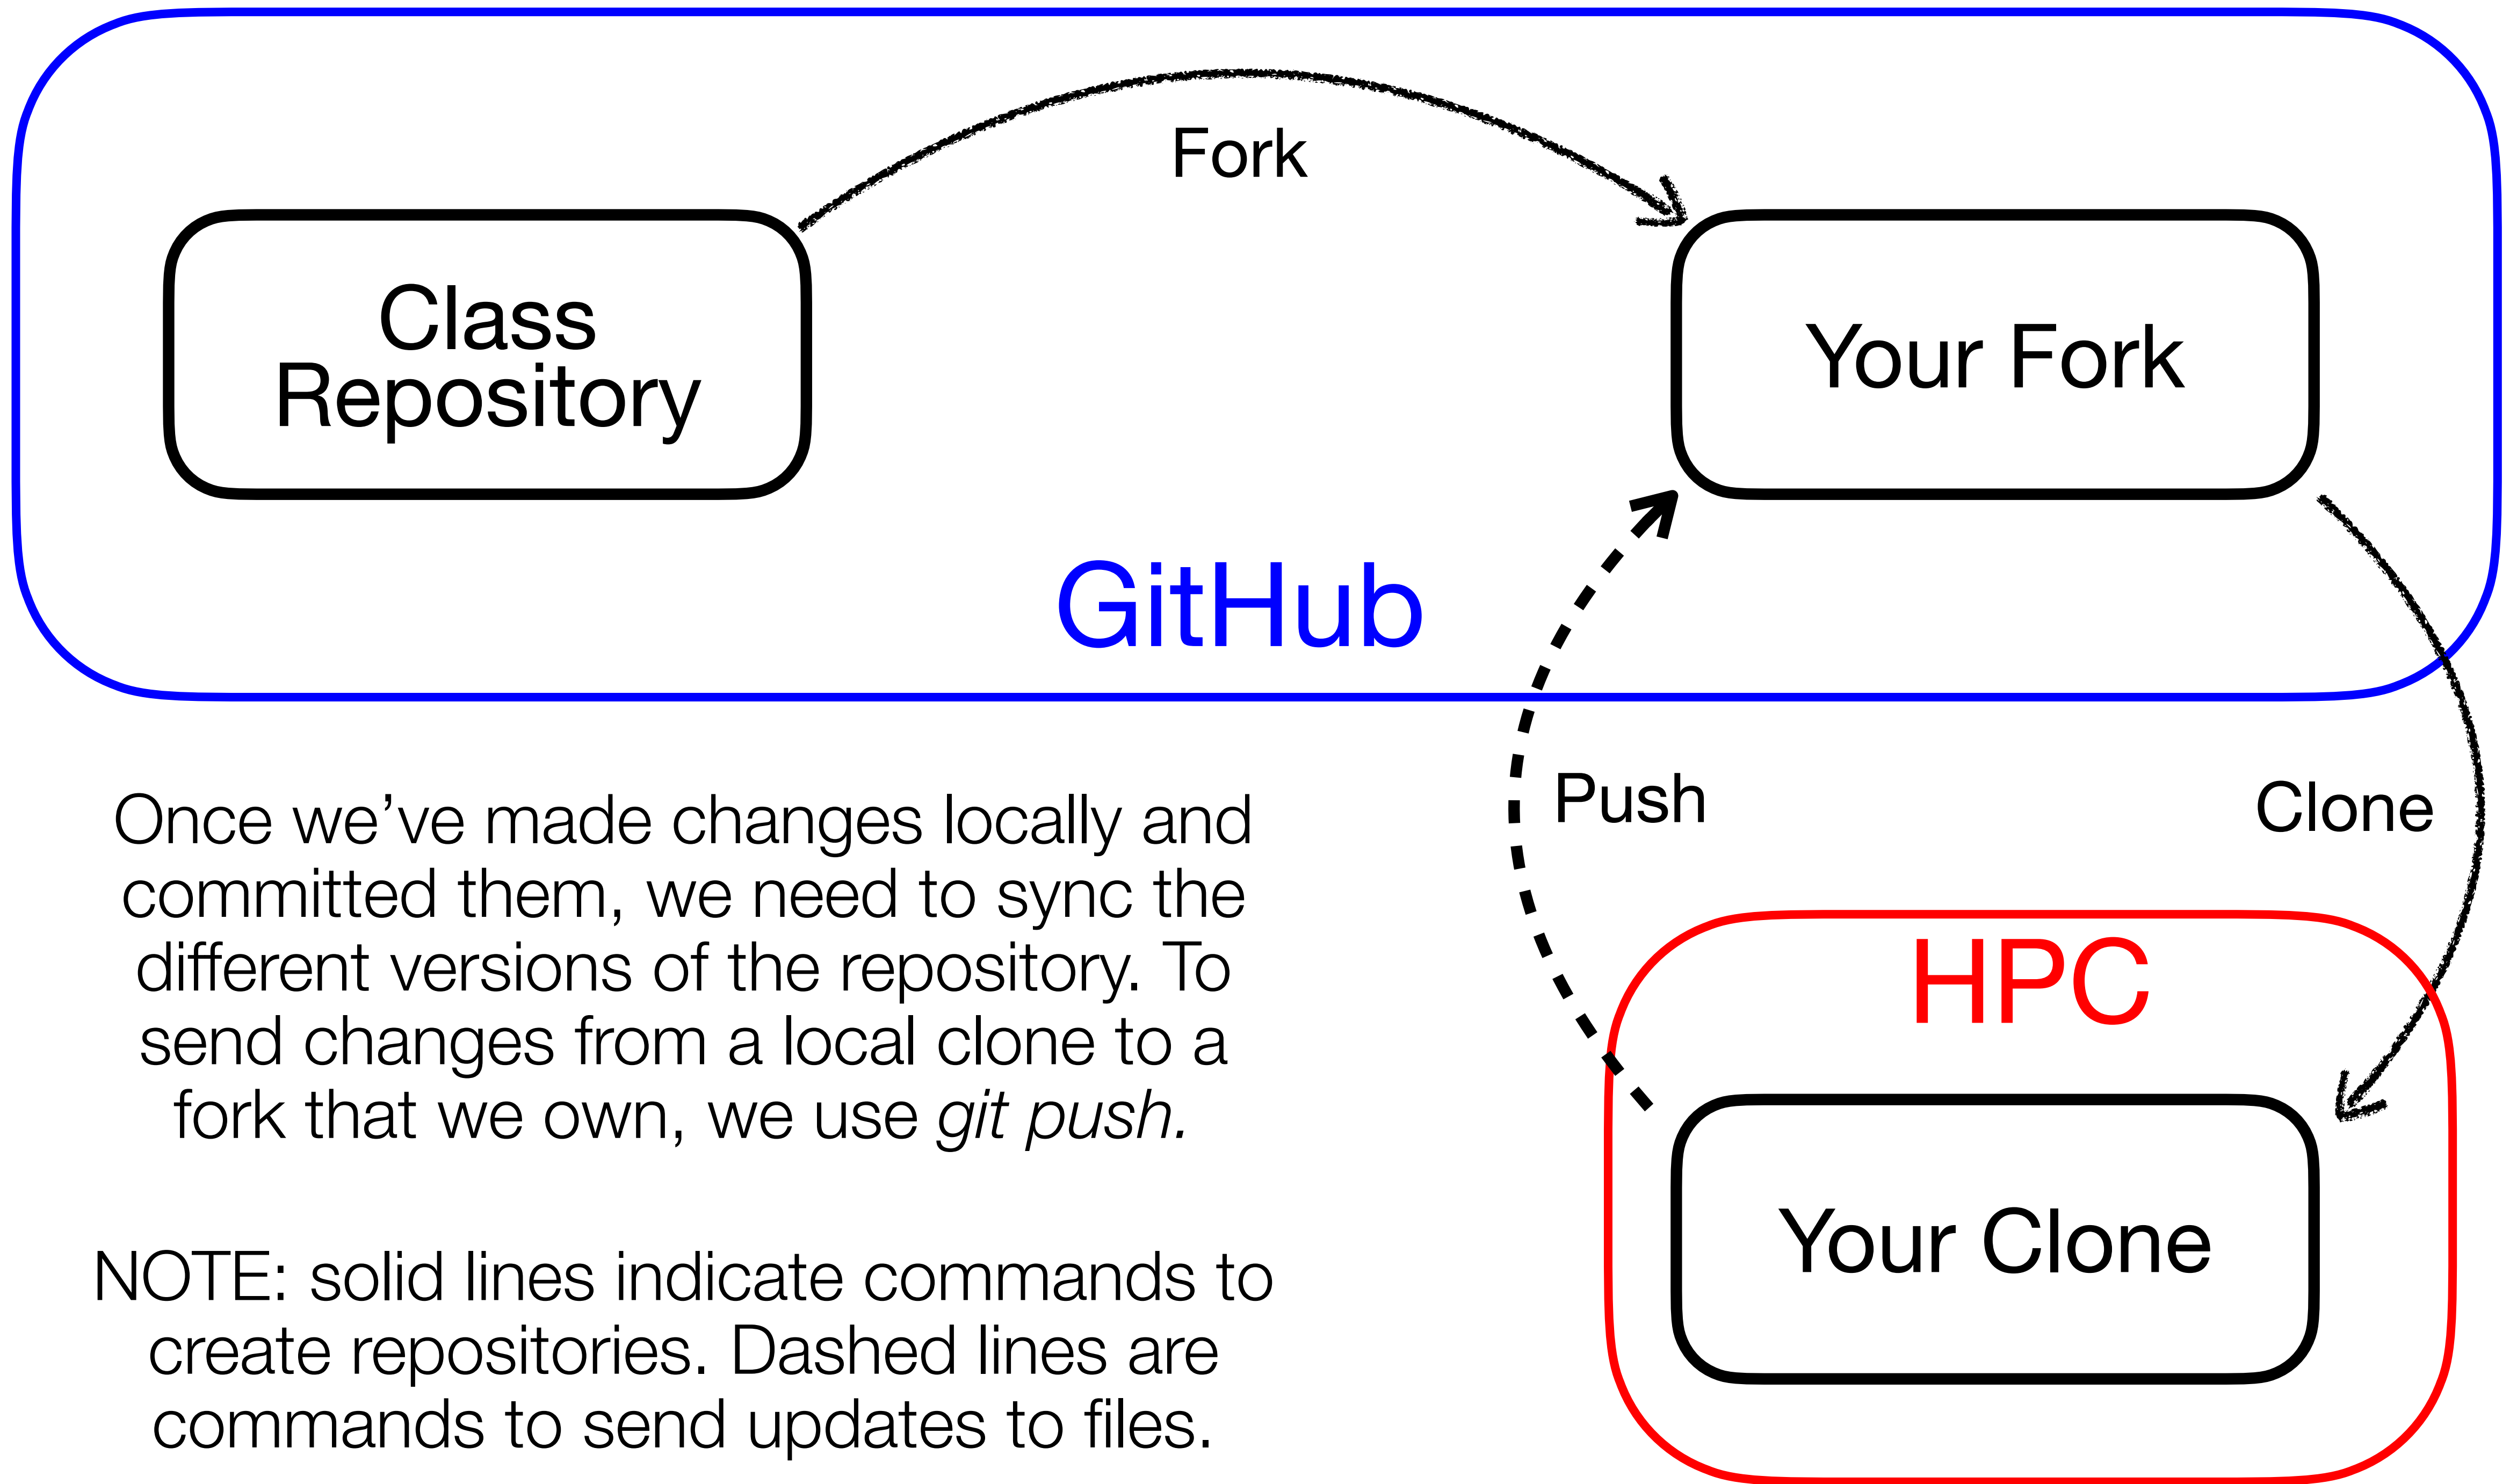 Fork
Class
Repository
Your Fork
GitHub
Push
Clone
Once we’ve made changes locally and
committed them, we need to sync the
different versions of the repository. To
send changes from a local clone to a
fork that we own, we use git push.
HPC
Your Clone
NOTE: solid lines indicate commands to
create repositories. Dashed lines are
commands to send updates to files.